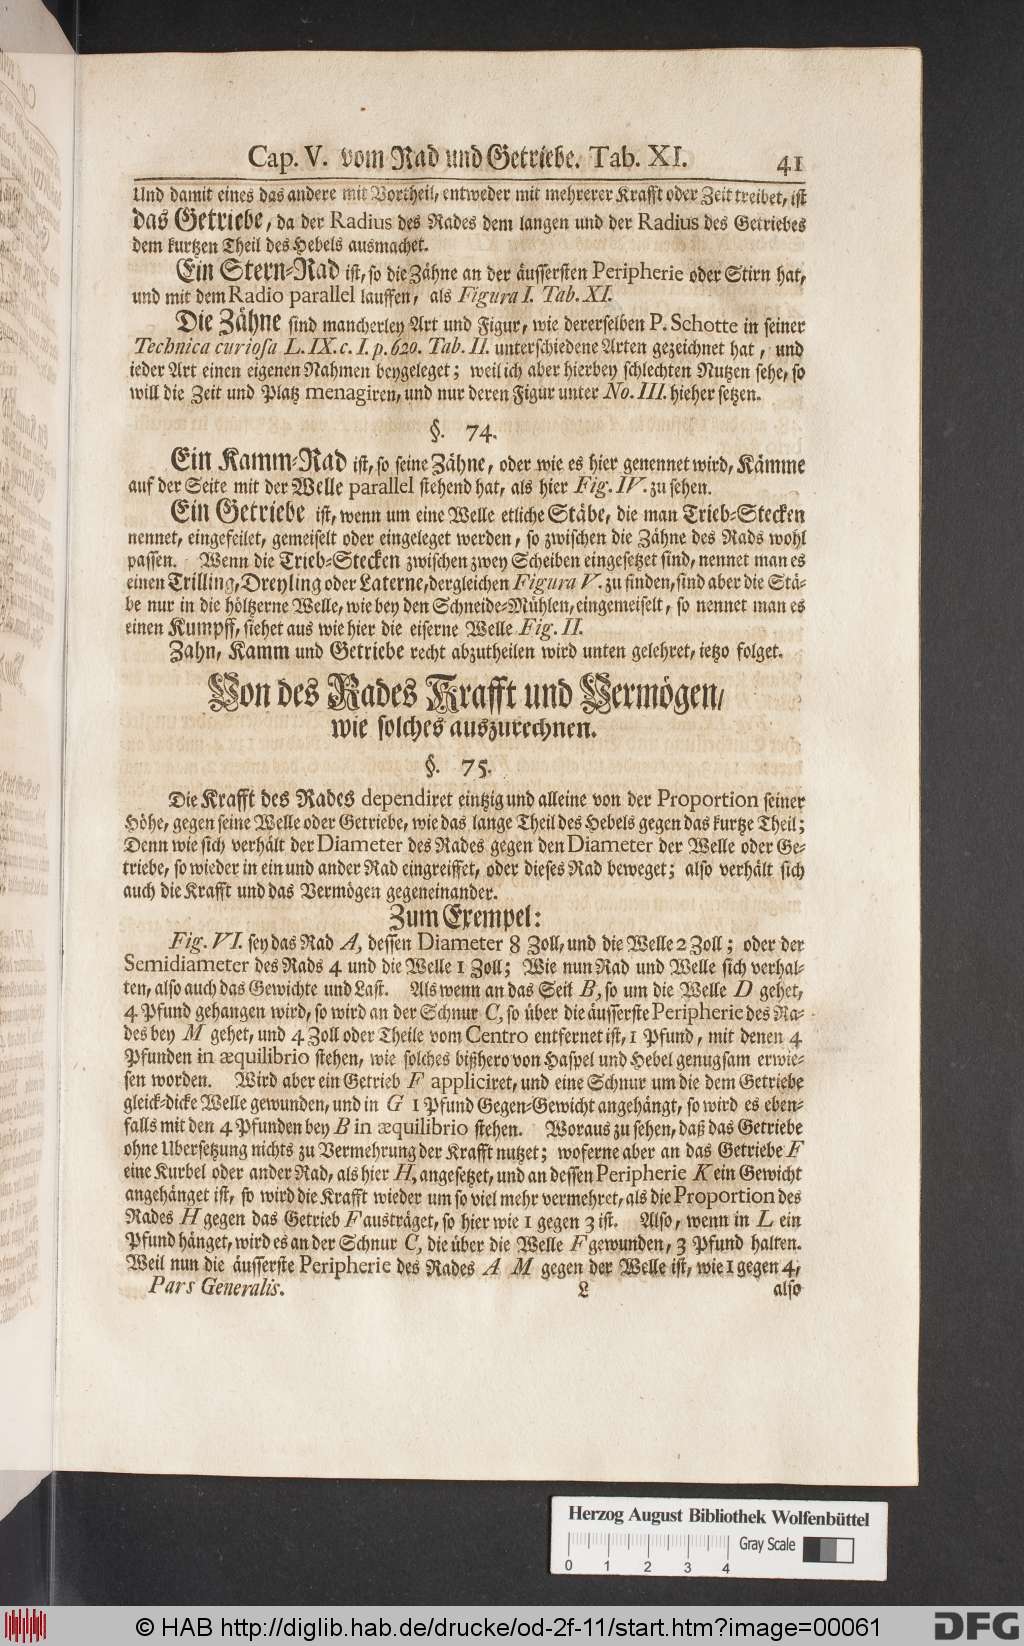 Cap. V. vom Rad und Getriebe. Tab. XI. 41
Und damit eines das andere mit Vortheil, entweder mit mehrerer Krafft oder Zeit treibet, ist
das Getriebe, da der Radius des Rades dem langen und der Radius des Getriebes
dem kurtzen Theil des Hebels ausmachet.
Ein Stern-Rad ist, so die Zähne an der äussersten Peripherie oder Stirn hat,
und mit dem Radio parallel lauffen, als Figura I. Tab. XI.
Die Zähne sind mancherley Art und Figur, wie dererselben P. Schotte in seiner
Technica curiosa L. IX. c. I. p. 620. Tab. II. unterschiedene Arten gezeichnet hat, und
ieder Art einen eigenen Nahmen beygeleget; weil ich aber hierbey schlechten Nutzen sehe, so
will die Zeit und Platz menagiren, und nur deren Figur unter No. III. hieher setzen.
§. 74.
Ein Kamm-Rad ist, so seine Zähne, oder wie es hier genennet wird, Kämme
auf der Seite mit der Welle parallel stehend hat, als hier Fig. IV. zu sehen.
Ein Getriebe ist, wenn um eine Welle etliche Stäbe, die man Trieb-Stecken
nennet, eingefeilet, gemeiselt oder eingeleget werden, so zwischen die Zähne des Rads wohl
passen. Wenn die Trieb-Stecken zwischen zwey Scheiben eingesetzet sind, nennet man es
einen Trilling, Dreyling oder Laterne, dergleichen Figura V. zu finden, sind aber die Stä-
be nur in die höltzerne Welle, wie bey den Schneide-Mühlen, eingemeiselt, so nennet man es
einen Kumpff, siehet aus wie hier die eiserne Welle Fig. II.
Zahn, Kamm und Getriebe recht abzutheilen wird unten gelehret, ietzo folget.
Von des Rades Krafft und Vermögen/
wie solches auszurechnen.
§. 75.
Die Krafft des Rades dependiret eintzig und alleine von der Proportion seiner
Höhe, gegen seine Welle oder Getriebe, wie das lange Theil des Hebels gegen das kurtze Theil;
Denn wie sich verhält der Diameter des Rades gegen den Diameter der Welle oder Ge-
triebe, so wieder in ein und ander Rad eingreiffet, oder dieses Rad beweget; also verhält sich
auch die Krafft und das Vermögen gegeneinander.
Zum Exempel:
Fig. VI. sey das Rad A, dessen Diameter 8 Zoll, und die Welle 2 Zoll; oder der
Semidiameter des Rads 4 und die Welle 1 Zoll; Wie nun Rad und Welle sich verhal-
ten, also auch das Gewichte und Last. Als wenn an das Seil B, so um die Welle D gehet,
4 Pfund gehangen wird, so wird an der Schnur C, so über die äusserste Peripherie des Ra-
des bey M gehet, und 4 Zoll oder Theile vom Centro entfernet ist, 1 Pfund, mit denen 4
Pfunden in æquilibrio stehen, wie solches bißhero von Haspel und Hebel genugsam erwie-
sen worden. Wird aber ein Getrieb F appliciret, und eine Schnur um die dem Getriebe
gleick-dicke Welle gewunden, und in G 1 Pfund Gegen-Gewicht angehängt, so wird es eben-
falls mit den 4 Pfunden bey B in æquilibrio stehen. Woraus zu sehen, daß das Getriebe
ohne Ubersetzung nichts zu Vermehrung der Krafft nutzet; woferne aber an das Getriebe F
eine Kurbel oder ander Rad, als hier H, angesetzet, und an dessen Peripherie K ein Gewicht
angehänget ist, so wird die Krafft wieder um so viel mehr vermehret, als die Proportion des
Rades H gegen das Getrieb F austräget, so hier wie 1 gegen 3 ist. Also, wenn in L ein
Pfund hänget, wird es an der Schnur C, die über die Welle F gewunden, 3 Pfund halten.
Weil nun die äusserste Peripherie des Rades A M gegen der Welle ist, wie 1 gegen 4,
Pars Generalis. L also
Herzog August Bibliothek Wolfenbüttel
Gray Scale
0 1 2 3 4
© HAB http://diglib.hab.de/drucke/od-2f-11/start.htm?image=00061
DFG